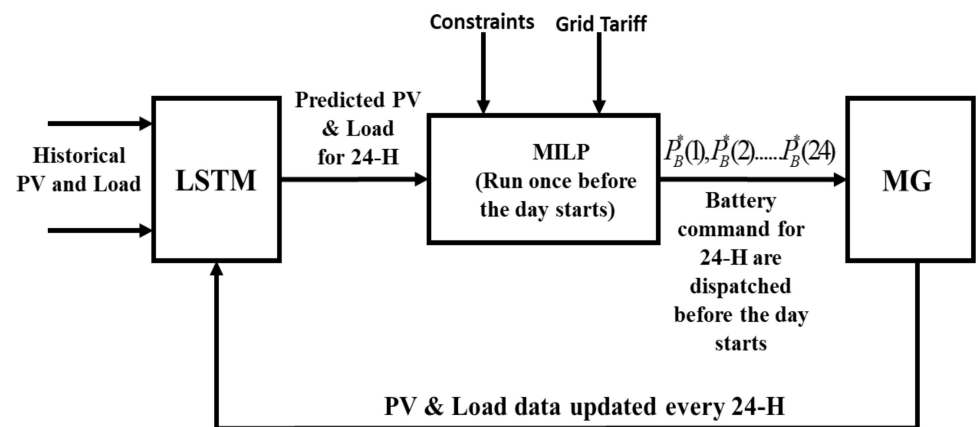 Constraints
Grid Tariff
Historical
PV and Load
LSTM
Predicted PV
& Load
for 24-H
MILP
(Run once before
the day starts)
P*B(1),P*B(2)......P*B(24)
Battery
command for
24-H are
dispatched
before the day
starts
MG
PV & Load data updated every 24-H